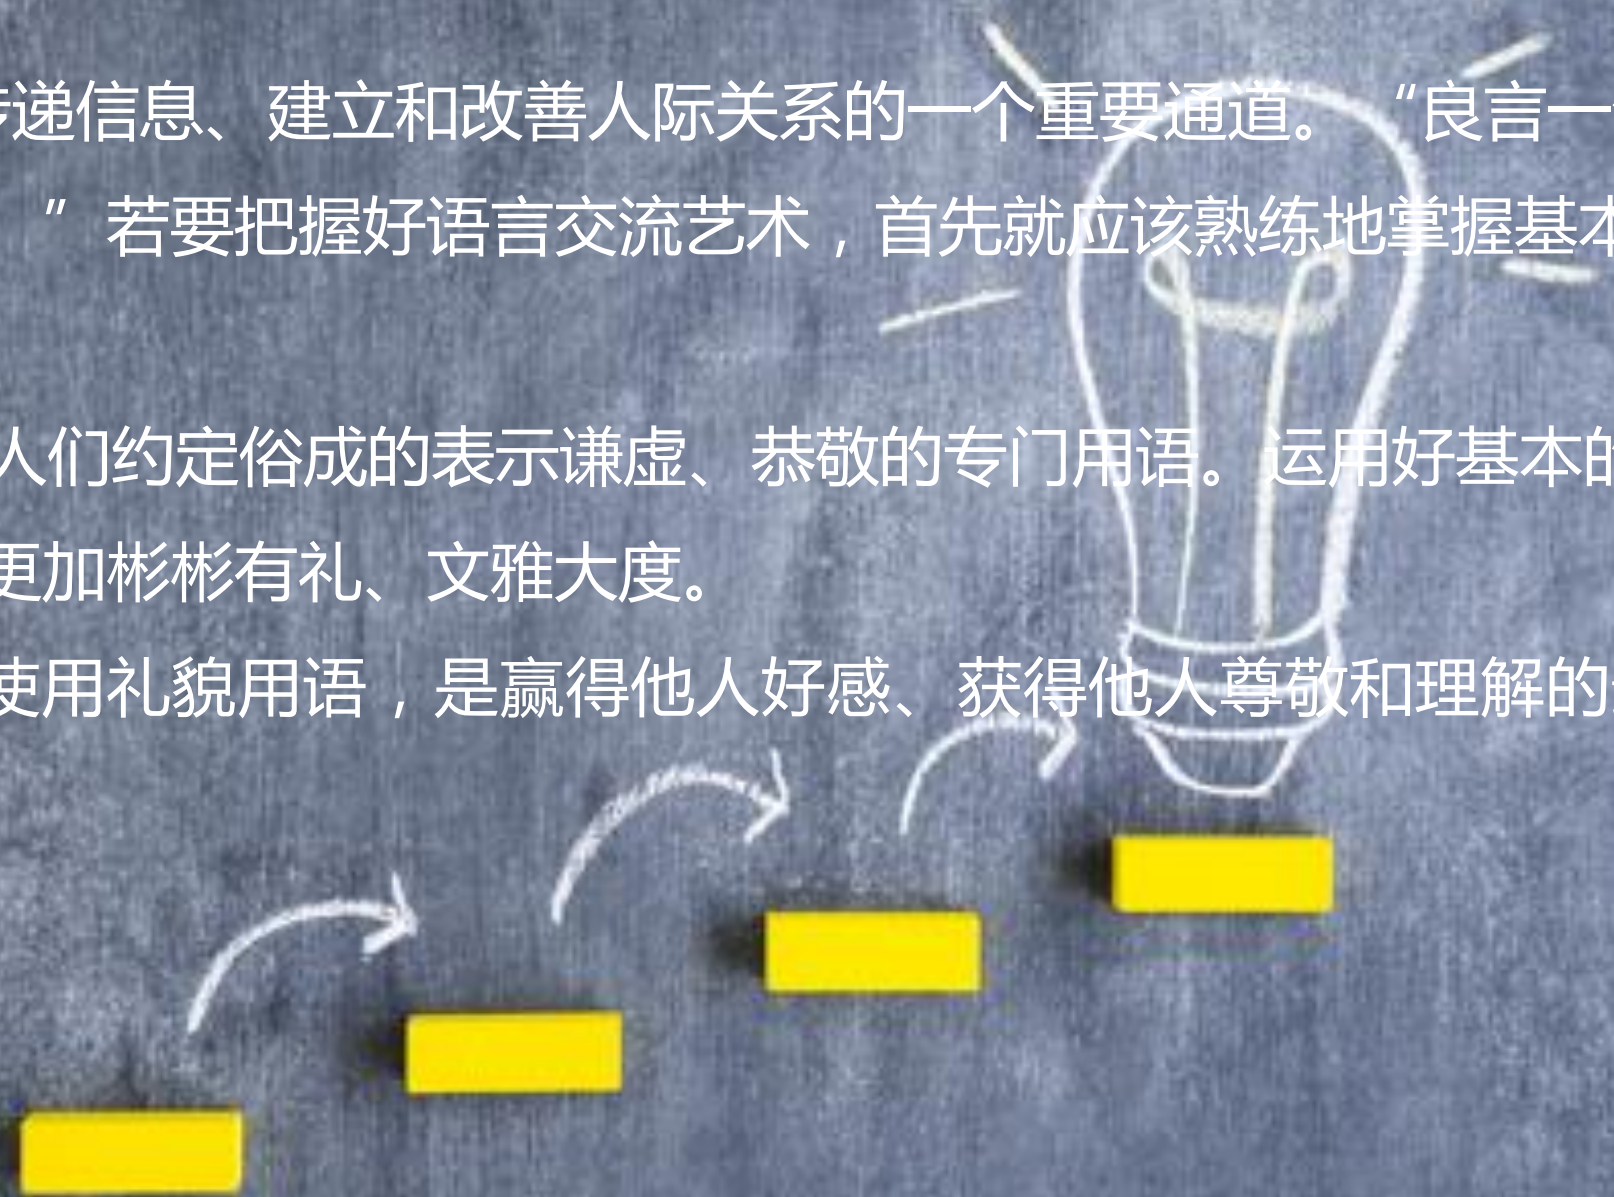 递信息、建立和改善人际关系的一个重要通道。“良言一
”若要把握好语言交流艺术，首先就应该熟练地掌握基本
人们约定俗成的表示谦虚、恭敬的专门用语。运用好基本的
更加彬彬有礼、文雅大度。
使用礼貌用语，是赢得他人好感、获得他人尊敬和理解的